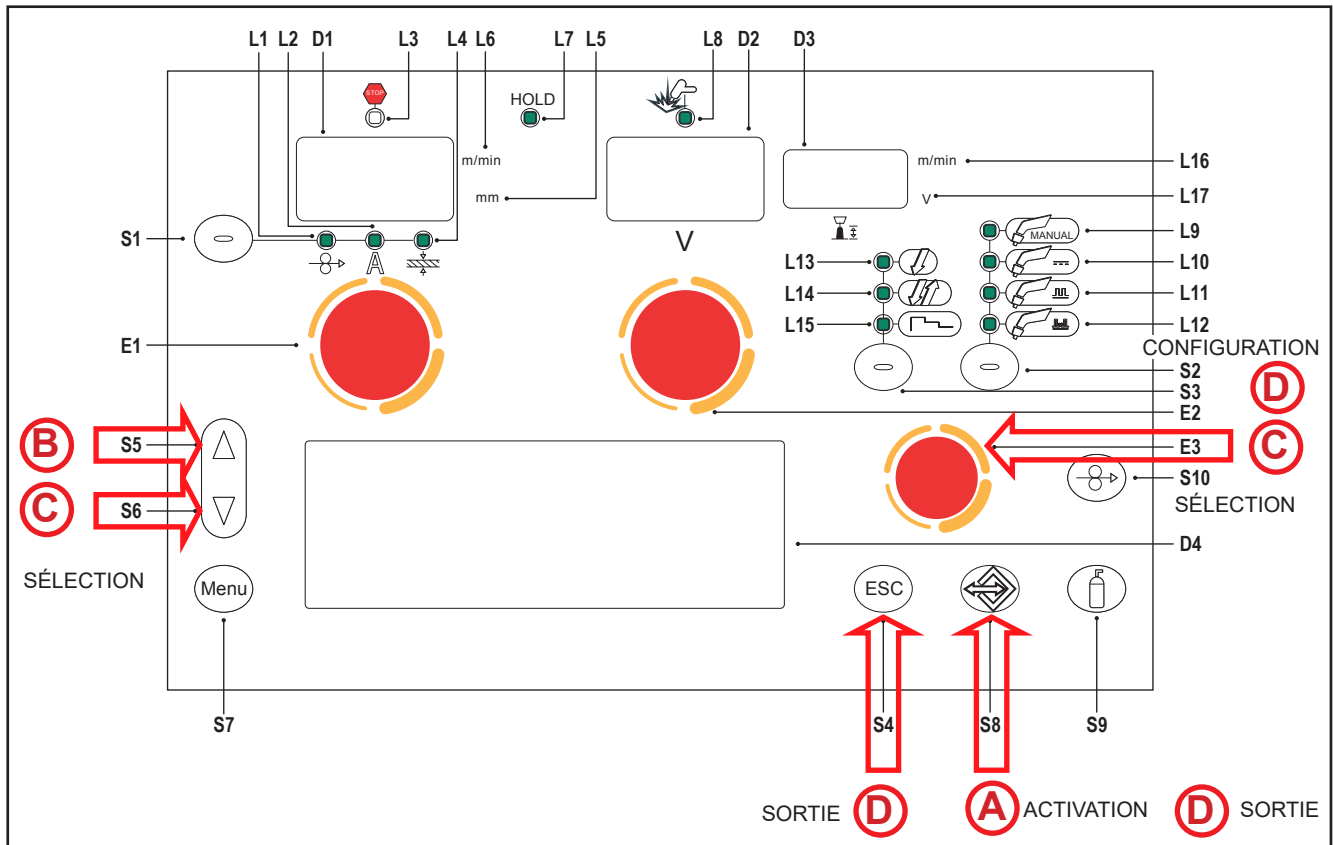 L1 L2 D1 L3 L4 L6 L7 L5 L8 D2 D3
STOP
HOLD
m/min
m/min L16
mm
V L17
S1
V
MANUAL L9
A
L13 L10
L14 L11
L15 L12
E1
CONFIGURATION
S2
D
S3
E2
B S5
E3 C
S10
C S6
SÉLECTION
D4
SÉLECTION
Menu ESC
S7 S4 S8 S9
SORTIE D A ACTIVATION D SORTIE